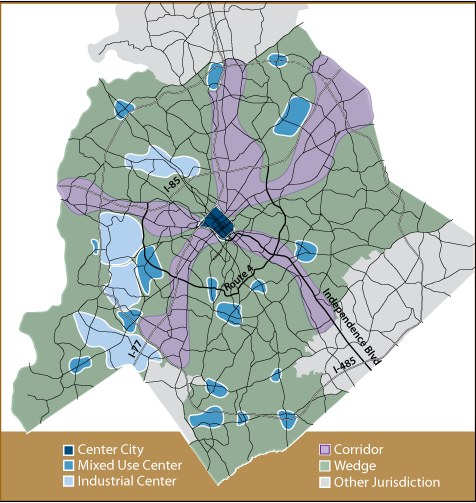 I-85
Route 4
Independence Blvd
I-77
I-485
Center City
Mixed Use Center
Industrial Center
Corridor
Wedge
Other Jurisdiction